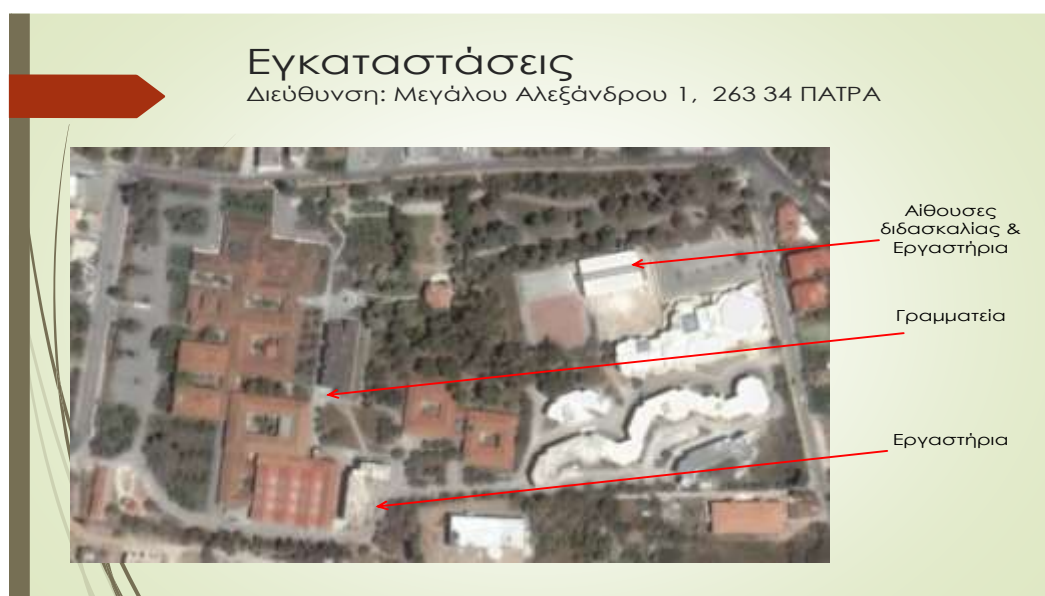 Εγκαταστάσεις
Διεύθυνση: Μεγάλου Αλεξάνδρου 1, 263 34 ΠΑΤΡΑ
Αίθουσες
διδασκαλίας &
Εργαστήρια
Γραμματεία
Εργαστήρια